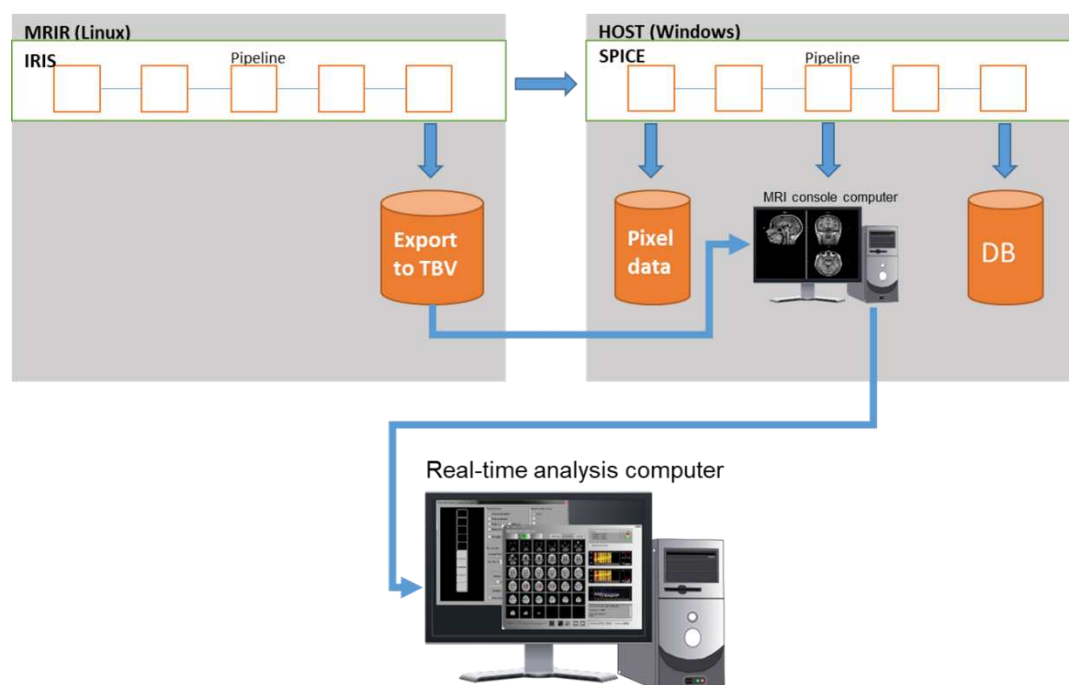 MRIR (Linux)
IRIS
Pipeline
HOST (Windows)
SPICE
Pipeline
Export
to TBV
Pixel
data
MRI console computer
DB
Real-time analysis computer